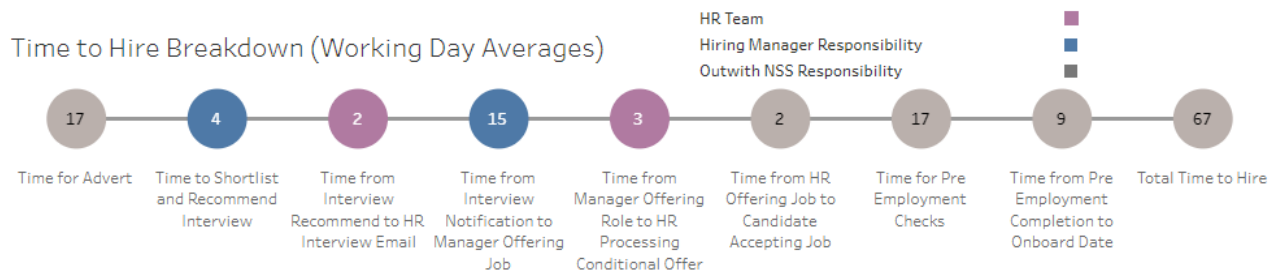 HR Team
Hiring Manager Responsibility
Outwith NSS Responsibility
Time to Hire Breakdown (Working Day Averages)
17
4
2
15
3
2
17
9
67
Time for Advert
Time to Shortlist
and Recommend
Interview
Time from
Interview
Recommend to HR
Interview Email
Time from
Interview
Notification to
Manager Offering
Job
Time from
Manager Offering
Role to HR
Processing
Conditional Offer
Time from HR
Offering Job to
Candidate
Accepting Job
Time for Pre
Employment
Checks
Time from Pre
Employment
Completion to
Onboard Date
Total Time to Hire